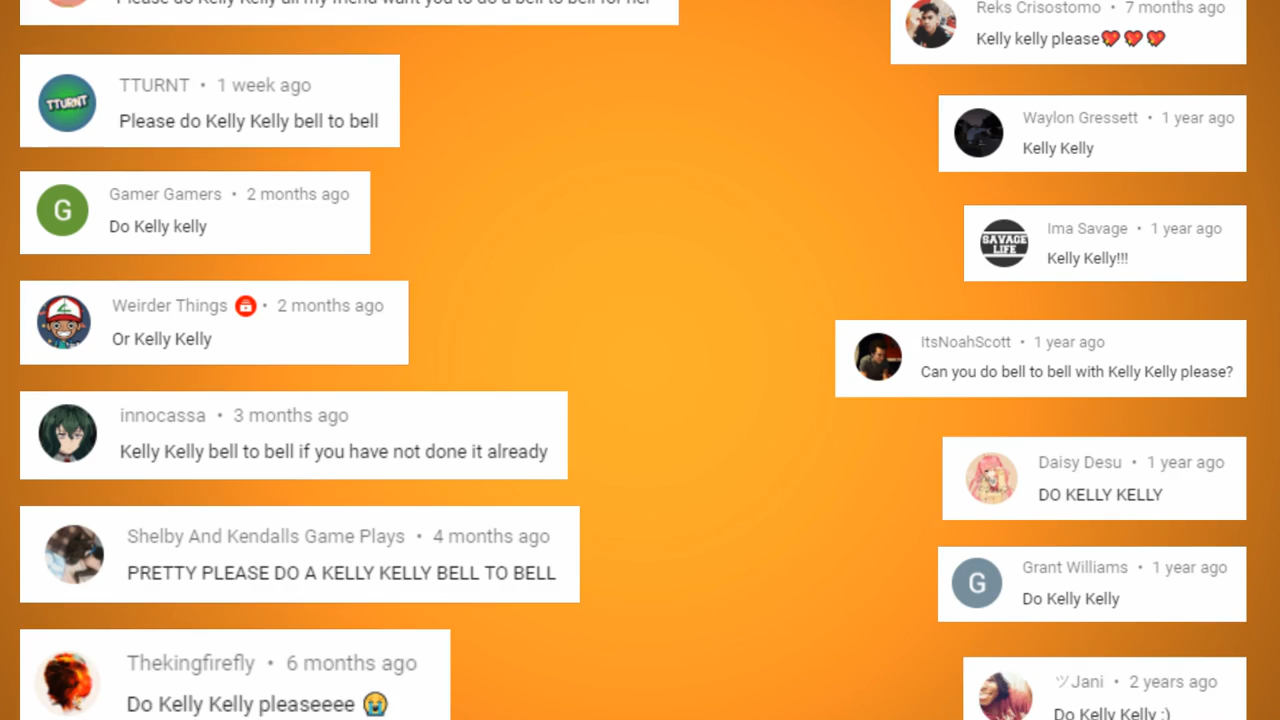 Please do Kelly Kelly all my friend want you to do a bell to bell for her
TTURNT • 1 week ago
TTURNT
Please do Kelly Kelly bell to bell
Gamer Gamers • 2 months ago
G
Do Kelly kelly
Weirder Things • 2 months ago
Or Kelly Kelly
innocassa • 3 months ago
Kelly Kelly bell to bell if you have not done it already
Shelby And Kendalls Game Plays • 4 months ago
PRETTY PLEASE DO A KELLY KELLY BELL TO BELL
Thekingfirefly • 6 months ago
Do Kelly Kelly pleaseeee 😭
Reks Crisostomo • 7 months ago
Kelly kelly please💖💖💖
Waylon Gressett • 1 year ago
Kelly Kelly
Ima Savage • 1 year ago
SAVAGE
LIFE
Kelly Kelly!!!
ItsNoahScott • 1 year ago
Can you do bell to bell with Kelly Kelly please?
Daisy Desu • 1 year ago
DO KELLY KELLY
Grant Williams • 1 year ago
G
Do Kelly Kelly
ツJani • 2 years ago
Do Kelly Kelly :)